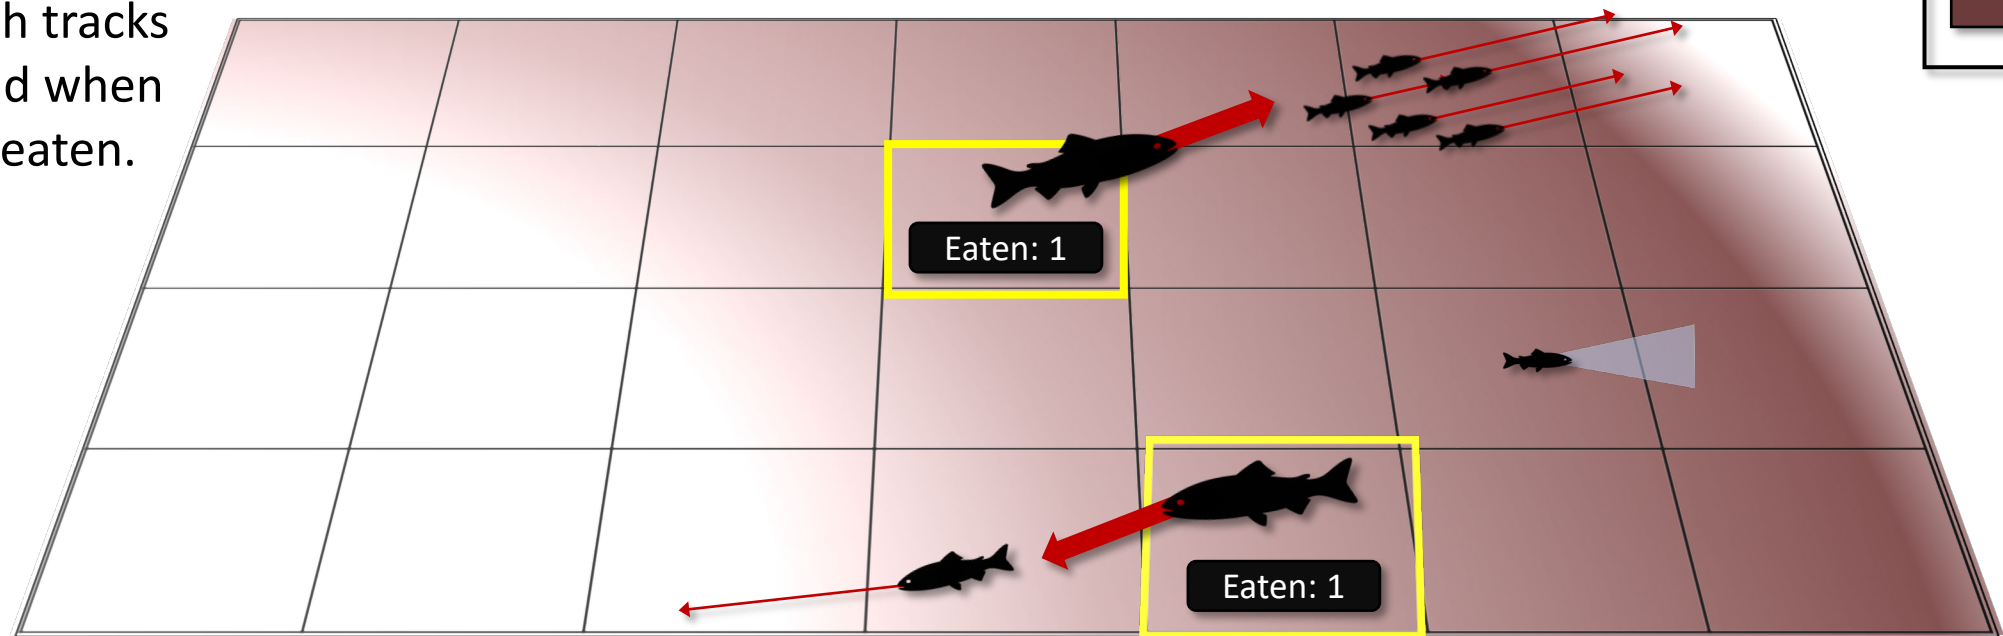 h tracks
d when
eaten.
Eaten: 1
Eaten: 1